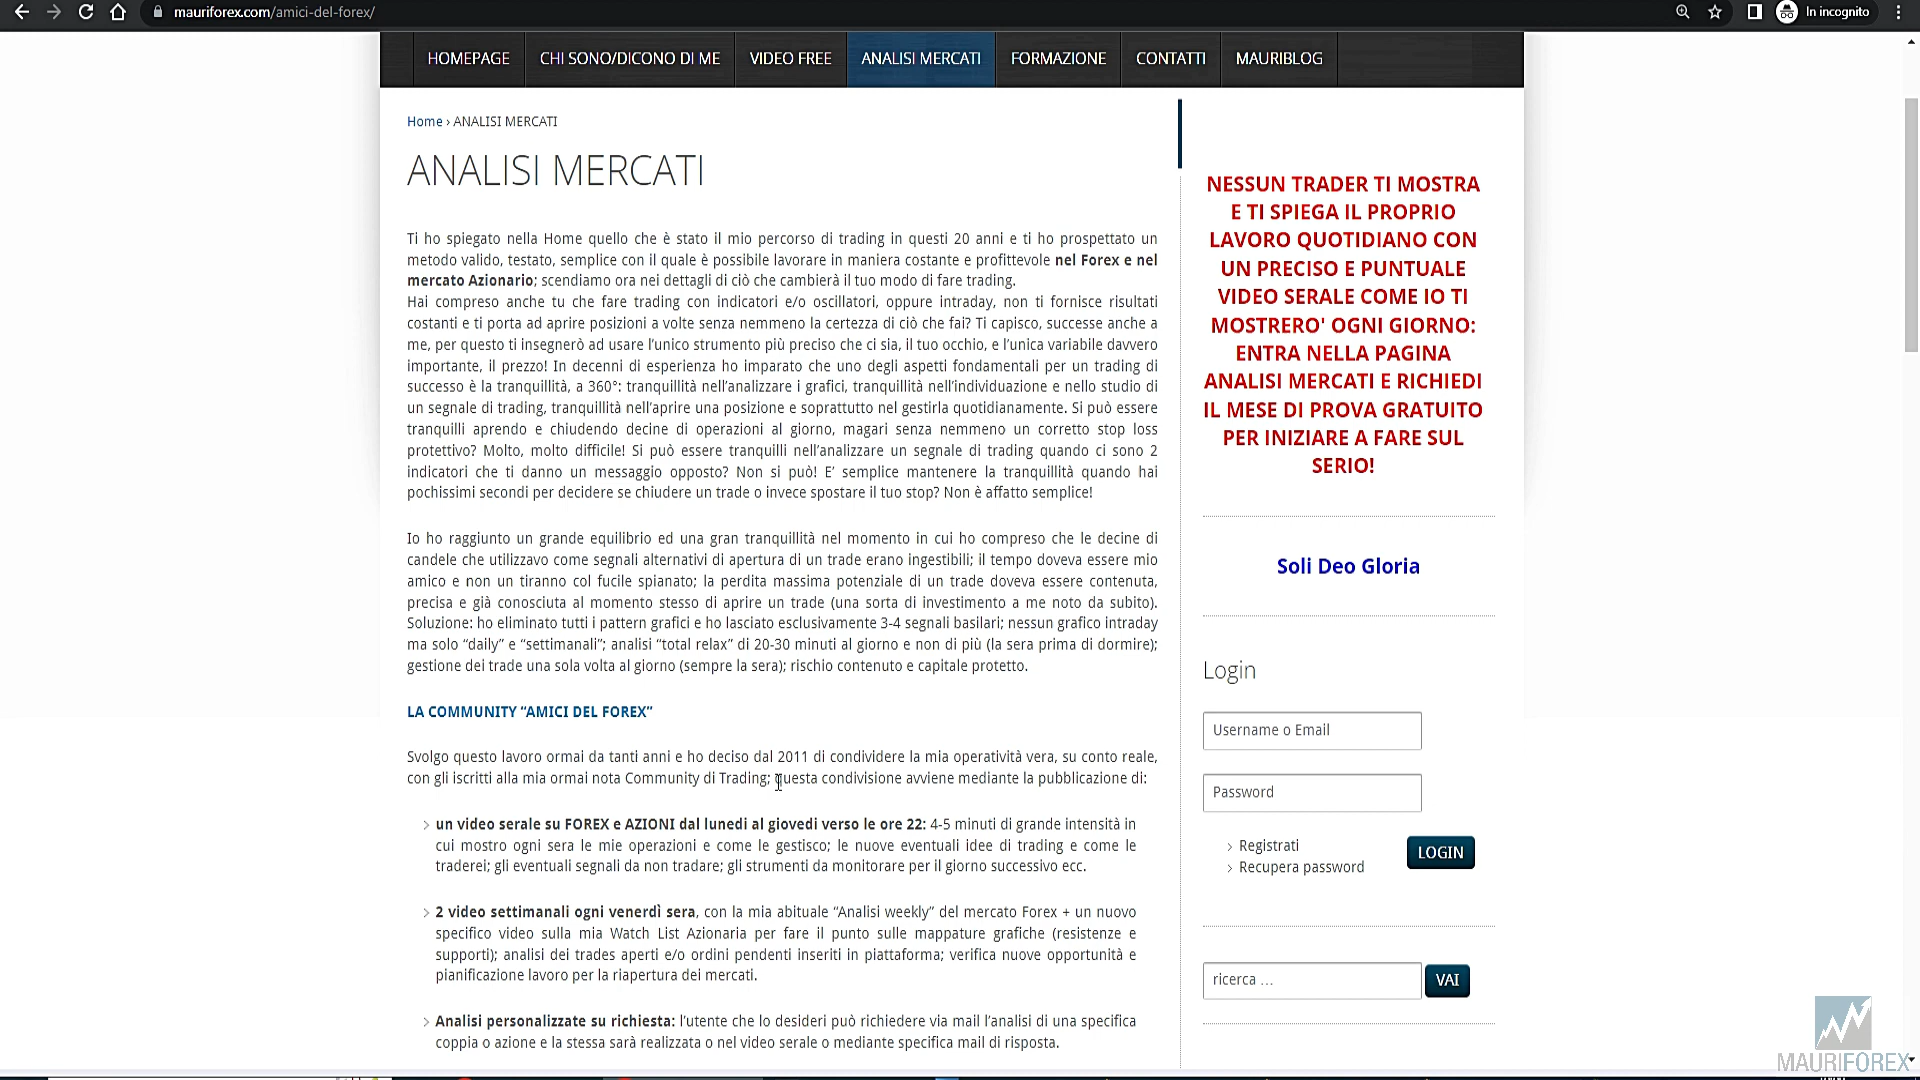 mauriforex.com/amici-del-forex/
In incognito
HOMEPAGE CHI SONO/DICONO DI ME VIDEO FREE ANALISI MERCATI FORMAZIONE CONTATTI MAURIBLOG
Home › ANALISI MERCATI
ANALISI MERCATI
Ti ho spiegato nella Home quello che è stato il mio percorso di trading in questi 20 anni e ti ho prospettato un
metodo valido, testato, semplice con il quale è possibile lavorare in maniera costante e profittevole nel Forex e nel
mercato Azionario; scendiamo ora nei dettagli di ciò che cambierà il tuo modo di fare trading.
Hai compreso anche tu che fare trading con indicatori e/o oscillatori, oppure intraday, non ti fornisce risultati
costanti e ti porta ad aprire posizioni a volte senza nemmeno la certezza di ciò che fai? Ti capisco, successe anche a
me, per questo ti insegnerò ad usare l’unico strumento più preciso che ci sia, il tuo occhio, e l’unica variabile davvero
importante, il prezzo! In decenni di esperienza ho imparato che uno degli aspetti fondamentali per un trading di
successo è la tranquillità, a 360°: tranquillità nell’analizzare i grafici, tranquillità nell’individuazione e nello studio di
un segnale di trading, tranquillità nell’aprire una posizione e soprattutto nel gestirla quotidianamente. Si può essere
tranquilli aprendo e chiudendo decine di operazioni al giorno, magari senza nemmeno un corretto stop loss
protettivo? Molto, molto difficile! Si può essere tranquilli nell’analizzare un segnale di trading quando ci sono 2
indicatori che ti danno un messaggio opposto? Non si può! E’ semplice mantenere la tranquillità quando hai
pochissimi secondi per decidere se chiudere un trade o invece spostare il tuo stop? Non è affatto semplice!
Io ho raggiunto un grande equilibrio ed una gran tranquillità nel momento in cui ho compreso che le decine di
candele che utilizzavo come segnali alternativi di apertura di un trade erano ingestibili; il tempo doveva essere mio
amico e non un tiranno col fucile spianato; la perdita massima potenziale di un trade doveva essere contenuta,
precisa e già conosciuta al momento stesso di aprire un trade (una sorta di investimento a me noto da subito).
Soluzione: ho eliminato tutti i pattern grafici e ho lasciato esclusivamente 3-4 segnali basilari; nessun grafico intraday
ma solo “daily” e “settimanali”; analisi “total relax” di 20-30 minuti al giorno e non di più (la sera prima di dormire);
gestione dei trade una sola volta al giorno (sempre la sera); rischio contenuto e capitale protetto.
LA COMMUNITY “AMICI DEL FOREX”
Svolgo questo lavoro ormai da tanti anni e ho deciso dal 2011 di condividere la mia operatività vera, su conto reale,
con gli iscritti alla mia ormai nota Community di Trading; questa condivisione avviene mediante la pubblicazione di:
un video serale su FOREX e AZIONI dal lunedi al giovedi verso le ore 22: 4-5 minuti di grande intensità in
cui mostro ogni sera le mie operazioni e come le gestisco; le nuove eventuali idee di trading e come le
traderei; gli eventuali segnali da non tradare; gli strumenti da monitorare per il giorno successivo ecc.
2 video settimanali ogni venerdì sera, con la mia abituale “Analisi weekly” del mercato Forex + un nuovo
specifico video sulla mia Watch List Azionaria per fare il punto sulle mappature grafiche (resistenze e
supporti); analisi dei trades aperti e/o ordini pendenti inseriti in piattaforma; verifica nuove opportunità e
pianificazione lavoro per la riapertura dei mercati.
Analisi personalizzate su richiesta: l’utente che lo desideri può richiedere via mail l’analisi di una specifica
coppia o azione e la stessa sarà realizzata o nel video serale o mediante specifica mail di risposta.
NESSUN TRADER TI MOSTRA
E TI SPIEGA IL PROPRIO
LAVORO QUOTIDIANO CON
UN PRECISO E PUNTUALE
VIDEO SERALE COME IO TI
MOSTRERO' OGNI GIORNO:
ENTRA NELLA PAGINA
ANALISI MERCATI E RICHIEDI
IL MESE DI PROVA GRATUITO
PER INIZIARE A FARE SUL
SERIO!
Soli Deo Gloria
Login
Username o Email
Password
Registrati
Recupera password
LOGIN
ricerca …
VAI
MAURIFOREX